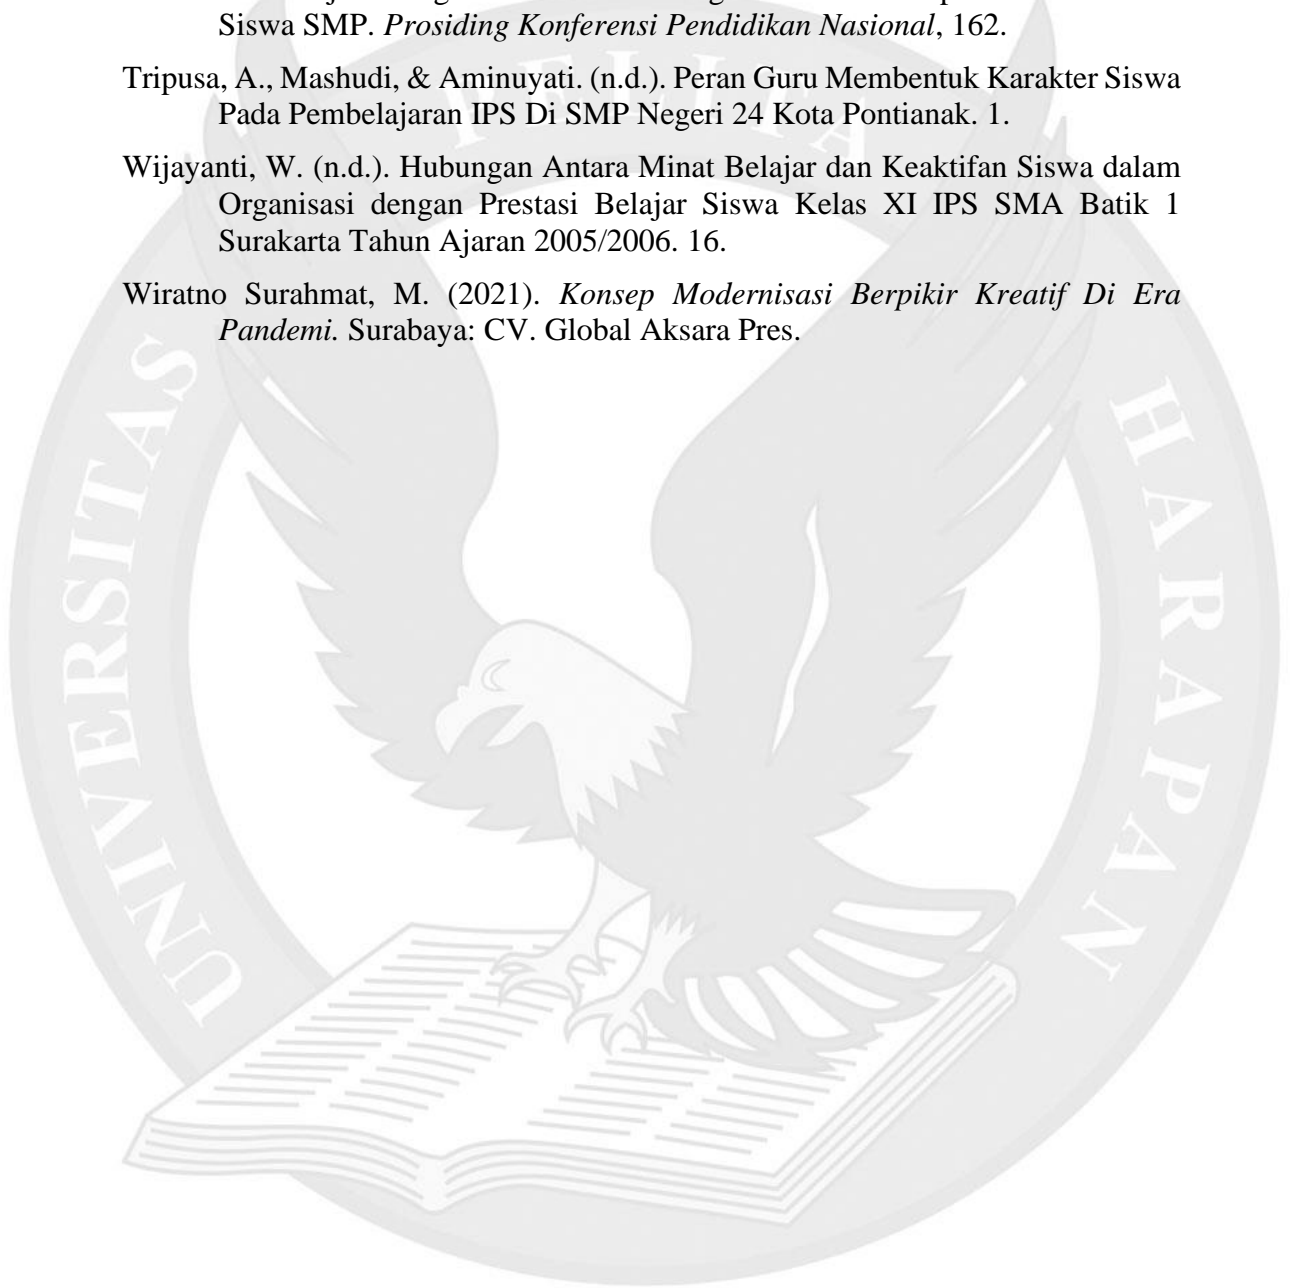 Siswa SMP. Prosiding Konferensi Pendidikan Nasional, 162.
Tripusa, A., Mashudi, & Aminuyati. (n.d.). Peran Guru Membentuk Karakter Siswa
Pada Pembelajaran IPS Di SMP Negeri 24 Kota Pontianak. 1.
Wijayanti, W. (n.d.). Hubungan Antara Minat Belajar dan Keaktifan Siswa dalam
Organisasi dengan Prestasi Belajar Siswa Kelas XI IPS SMA Batik 1
Surakarta Tahun Ajaran 2005/2006. 16.
Wiratno Surahmat, M. (2021). Konsep Modernisasi Berpikir Kreatif Di Era
Pandemi. Surabaya: CV. Global Aksara Pres.
UNIVERSITAS
PELITA
HARAPAN